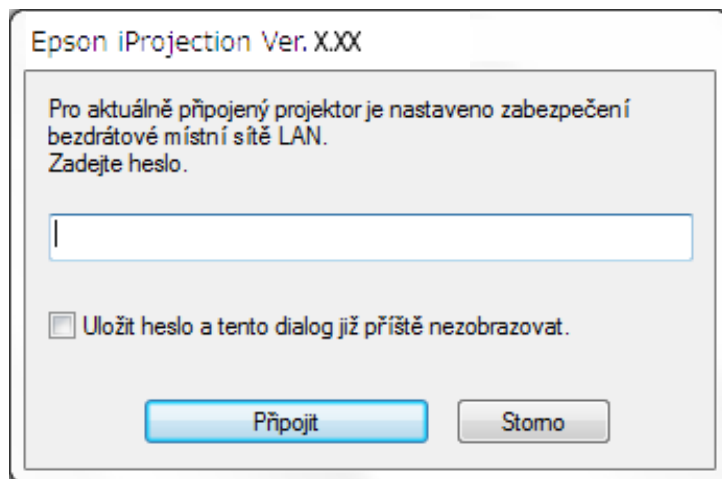 Epson iProjection Ver. X.XX
Pro aktuálně připojený projektor je nastaveno zabezpečení
bezdrátové místní sítě LAN.
Zadejte heslo.
Uložit heslo a tento dialog již příště nezobrazovat.
Připojit
Storno